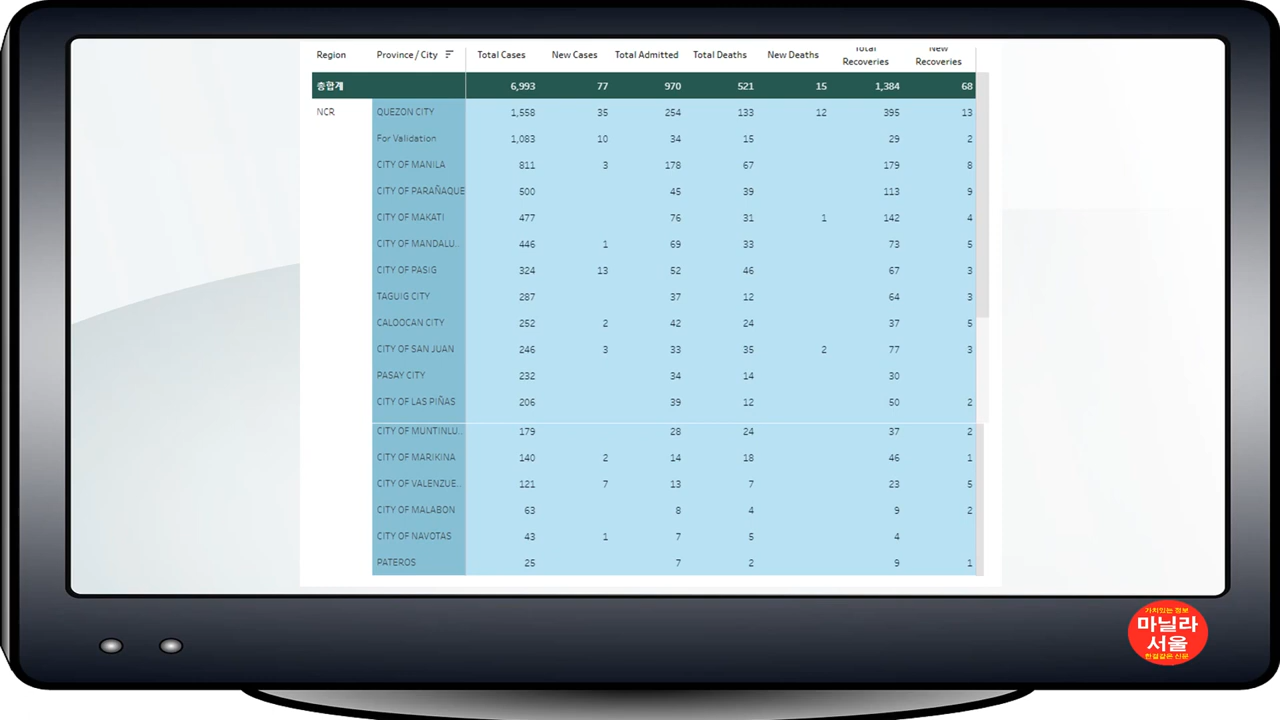 Region Province / City Total Cases New Cases Total Admitted Total Deaths New Deaths Total Recoveries New Recoveries
총합계 6,993 77 970 521 15 1,384 68
NCR QUEZON CITY 1,558 35 254 133 12 395 13
For Validation 1,083 10 34 15 29 2
CITY OF MANILA 811 3 178 67 179 8
CITY OF PARAÑAQUE 500 45 39 113 9
CITY OF MAKATI 477 76 31 1 142 4
CITY OF MANDALU.. 446 1 69 33 73 5
CITY OF PASIG 324 13 52 46 67 3
TAGUIG CITY 287 37 12 64 3
CALOOCAN CITY 252 2 42 24 37 5
CITY OF SAN JUAN 246 3 33 35 2 77 3
PASAY CITY 232 34 14 30
CITY OF LAS PIÑAS 206 39 12 50 2
CITY OF MUNTINLU.. 179 28 24 37 2
CITY OF MARIKINA 140 2 14 18 46 1
CITY OF VALENZUE.. 121 7 13 7 23 5
CITY OF MALABON 63 8 4 9 2
CITY OF NAVOTAS 43 1 7 5 4
PATEROS 25 7 2 9 1
가치있는 정보
마닐라
서울
한결같은 신문